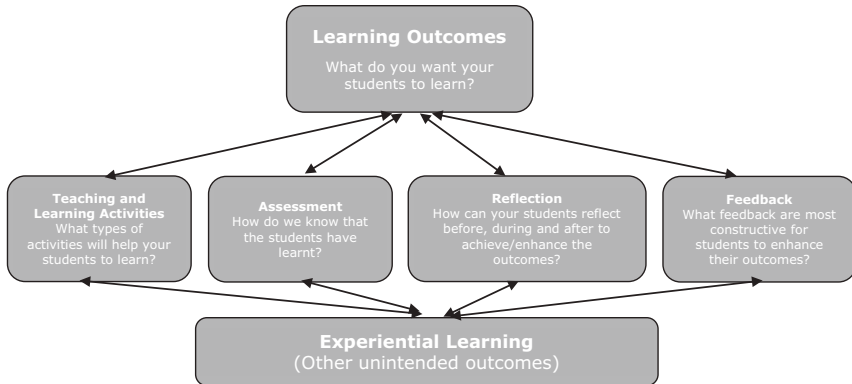 Learning Outcomes
What do you want your
students to learn?
Teaching and
Learning Activities
What types of
activities will help your
students to learn?
Assessment
How do we know that
the students have
learnt?
Reflection
How can your students reflect
before, during and after to
achieve/enhance the
outcomes?
Feedback
What feedback are most
constructive for
students to enhance
their outcomes?
Experiential Learning
(Other unintended outcomes)